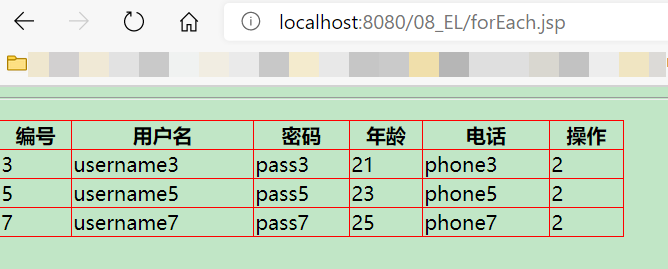 localhost:8080/08_EL/forEach.jsp
编号 用户名 密码 年龄 电话 操作
3 username3 pass3 21 phone3 2
5 username5 pass5 23 phone5 2
7 username7 pass7 25 phone7 2